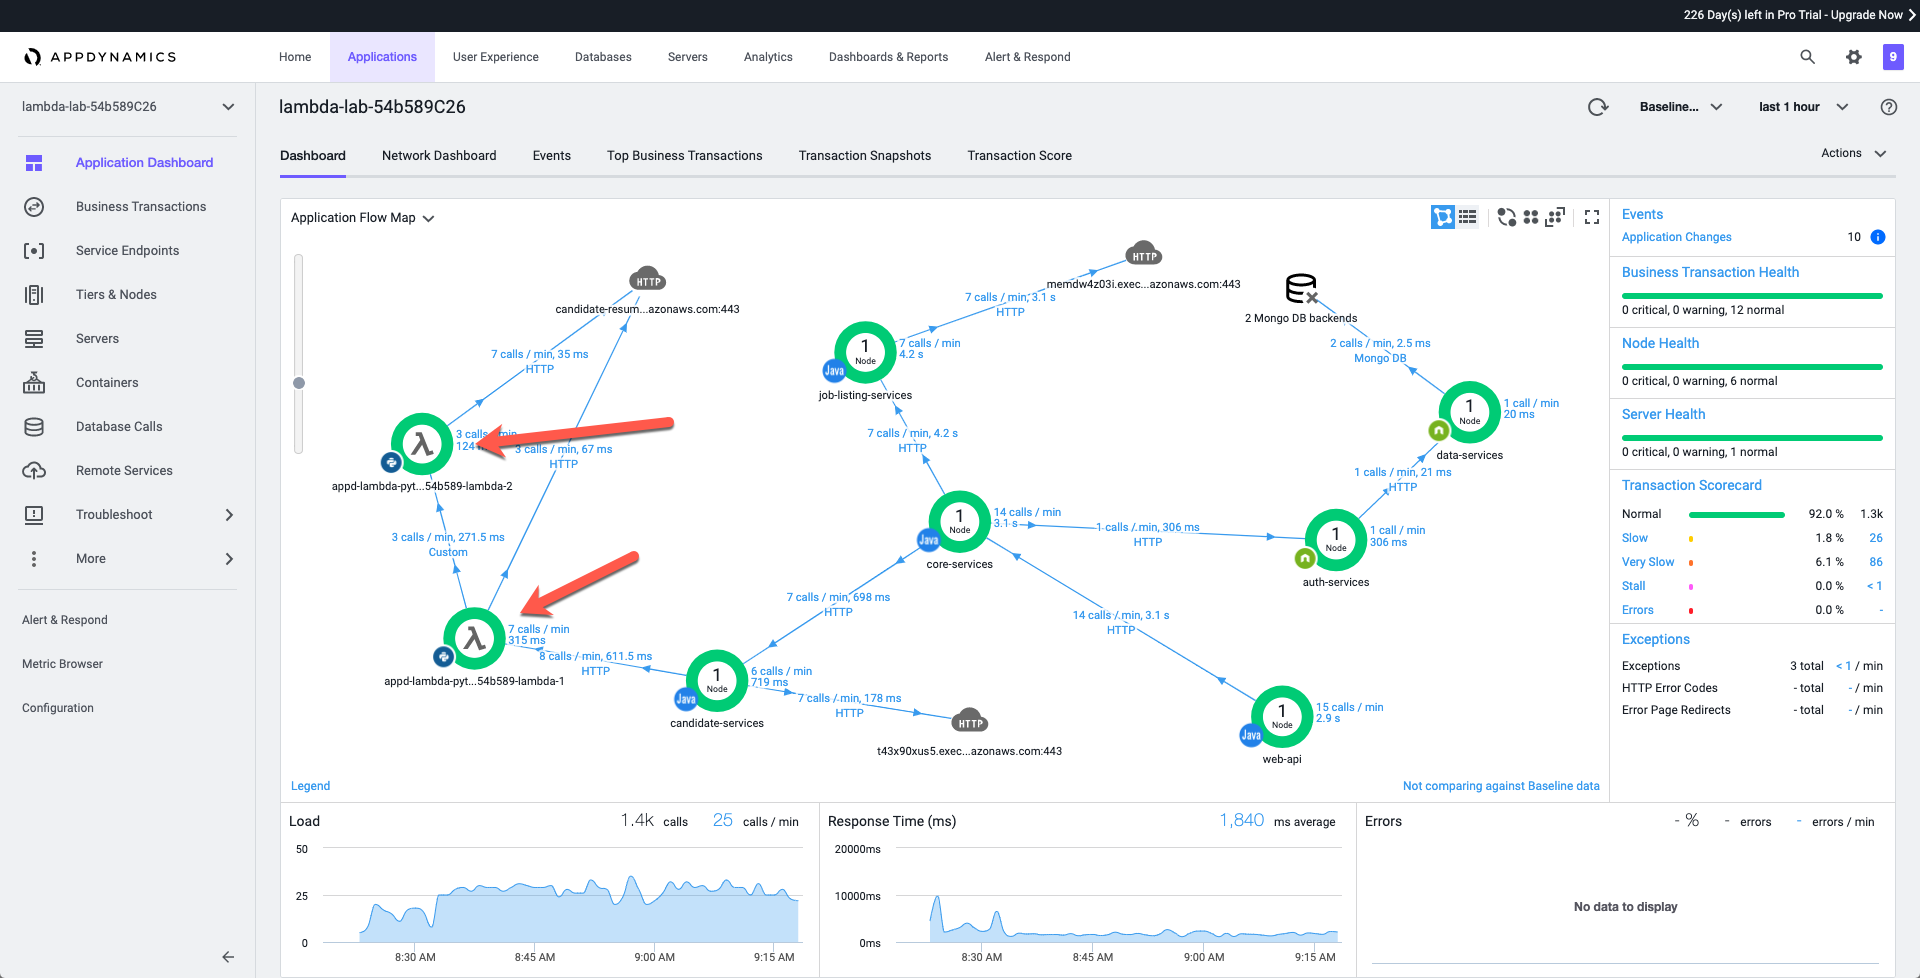 226 Day(s) left in Pro Trial - Upgrade Now
APPDYNAMICS
Home
Applications
User Experience
Databases
Servers
Analytics
Dashboards & Reports
Alert & Respond
9
lambda-lab-54b589C26
Application Dashboard
Business Transactions
Service Endpoints
Tiers & Nodes
Servers
Containers
Database Calls
Remote Services
Troubleshoot
More
Alert & Respond
Metric Browser
Configuration
lambda-lab-54b589C26
Baseline...
last 1 hour
Dashboard
Network Dashboard
Events
Top Business Transactions
Transaction Snapshots
Transaction Score
Actions
Application Flow Map
HTTP
candidate-resum...azonaws.com:443
7 calls / min, 35 ms
HTTP
3 calls / min
λ
appd-lambda-pyt...54b589-lambda-2
3 calls / min, 67 ms
HTTP
3 calls / min, 271.5 ms
Custom
λ
7 calls / min
315 ms
appd-lambda-pyt...54b589-lambda-1
8 calls / min, 611.5 ms
HTTP
1
Node
Java
6 calls / min
719 ms
candidate-services
7 calls / min, 178 ms
HTTP
HTTP
t43x90xus5.exec...azonaws.com:443
HTTP
memdw4z03i.exec...azonaws.com:443
7 calls / min, 3.1 s
HTTP
1
Node
Java
7 calls / min
4.2 s
job-listing-services
7 calls / min, 4.2 s
HTTP
1
Node
Java
14 calls / min
3.1 s
core-services
7 calls / min, 698 ms
HTTP
1 calls / min, 306 ms
HTTP
14 calls / min, 3.1 s
HTTP
1
Node
Java
15 calls / min
2.9 s
web-api
1
Node
1 call / min
306 ms
auth-services
1 calls / min, 21 ms
HTTP
1
Node
1 call / min
20 ms
data-services
2 calls / min, 2.5 ms
Mongo DB
2 Mongo DB backends
Legend
Not comparing against Baseline data
Events
Application Changes 10
Business Transaction Health
0 critical, 0 warning, 12 normal
Node Health
0 critical, 0 warning, 6 normal
Server Health
0 critical, 0 warning, 1 normal
Transaction Scorecard
Normal 92.0 % 1.3k
Slow 1.8 % 26
Very Slow 6.1 % 86
Stall 0.0 % < 1
Errors 0.0 % -
Exceptions
Exceptions 3 total < 1 / min
HTTP Error Codes - total - / min
Error Page Redirects - total - / min
Load 1.4k calls 25 calls / min
50
25
0
8:30 AM 8:45 AM 9:00 AM 9:15 AM
Response Time (ms) 1,840 ms average
20000ms
10000ms
0ms
8:30 AM 8:45 AM 9:00 AM 9:15 AM
Errors - % - errors - errors / min
No data to display